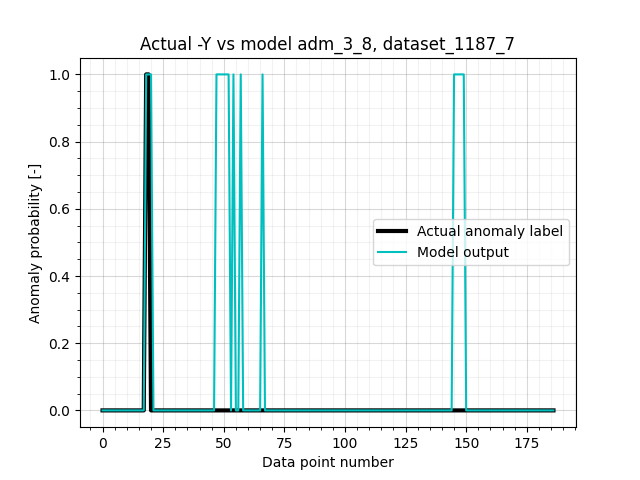 Actual -Y vs model adm_3_8, dataset_1187_7
Anomaly probability [-]
1.0
0.8
0.6
0.4
0.2
0.0
Actual anomaly label
Model output
0 25 50 75 100 125 150 175
Data point number